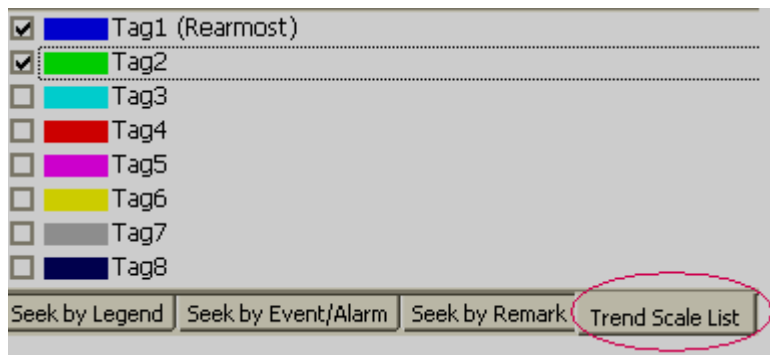 Tag1 (Rearmost)
Tag2
Tag3
Tag4
Tag5
Tag6
Tag7
Tag8
Seek by Legend Seek by Event/Alarm Seek by Remark Trend Scale List